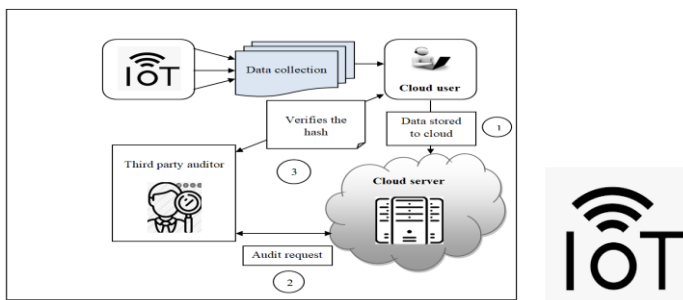 IoT
Data collection
Cloud user
Verifies the
hash
Data stored
to cloud
1
3
Third party auditor
Cloud server
Audit request
2
IoT